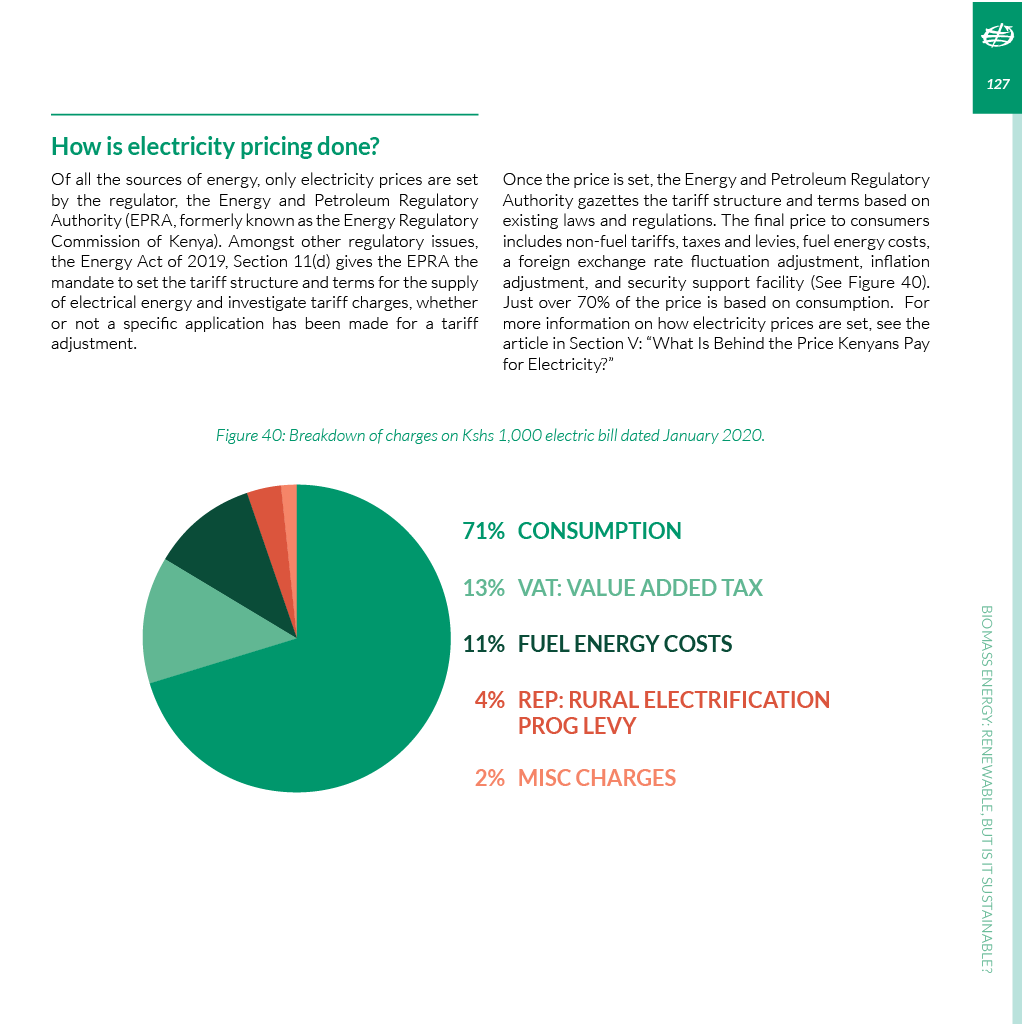 127
How is electricity pricing done?
Of all the sources of energy, only electricity prices are set
by the regulator, the Energy and Petroleum Regulatory
Authority (EPRA, formerly known as the Energy Regulatory
Commission of Kenya). Amongst other regulatory issues,
the Energy Act of 2019, Section 11(d) gives the EPRA the
mandate to set the tariff structure and terms for the supply
of electrical energy and investigate tariff charges, whether
or not a specific application has been made for a tariff
adjustment.
Once the price is set, the Energy and Petroleum Regulatory
Authority gazettes the tariff structure and terms based on
existing laws and regulations. The final price to consumers
includes non-fuel tariffs, taxes and levies, fuel energy costs,
a foreign exchange rate fluctuation adjustment, inflation
adjustment, and security support facility (See Figure 40).
Just over 70% of the price is based on consumption. For
more information on how electricity prices are set, see the
article in Section V: “What Is Behind the Price Kenyans Pay
for Electricity?”
Figure 40: Breakdown of charges on Kshs 1,000 electric bill dated January 2020.
71% CONSUMPTION
13% VAT: VALUE ADDED TAX
11% FUEL ENERGY COSTS
4% REP: RURAL ELECTRIFICATION
PROG LEVY
2% MISC CHARGES
BIOMASS ENERGY: RENEWABLE, BUT IS IT SUSTAINABLE?